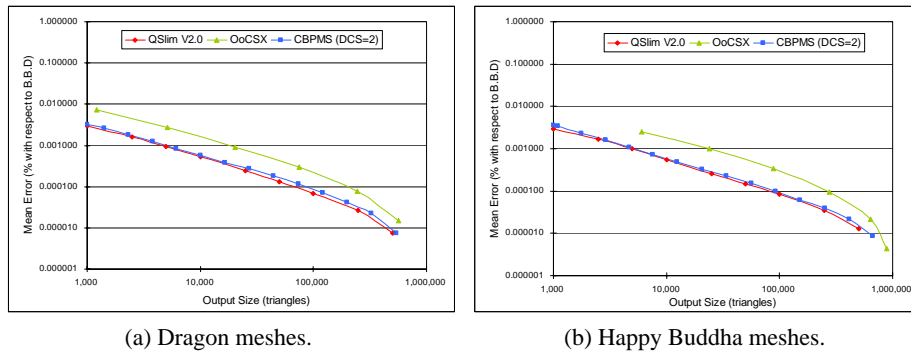 1.000000
QSlim V2.0 OoCSX CBPMS (DCS=2)
0.100000
0.010000
0.001000
0.000100
0.000010
0.000001
Mean Error (% with respect to B.B.D)
1,000 10,000 100,000 1,000,000
Output Size (triangles)
(a) Dragon meshes.
1.000000
QSlim V2.0 OoCSX CBPMS (DCS=2)
0.100000
0.010000
0.001000
0.000100
0.000010
0.000001
Mean Error (% with respect to B.B.D)
1,000 10,000 100,000 1,000,000
Output Size (triangles)
(b) Happy Buddha meshes.